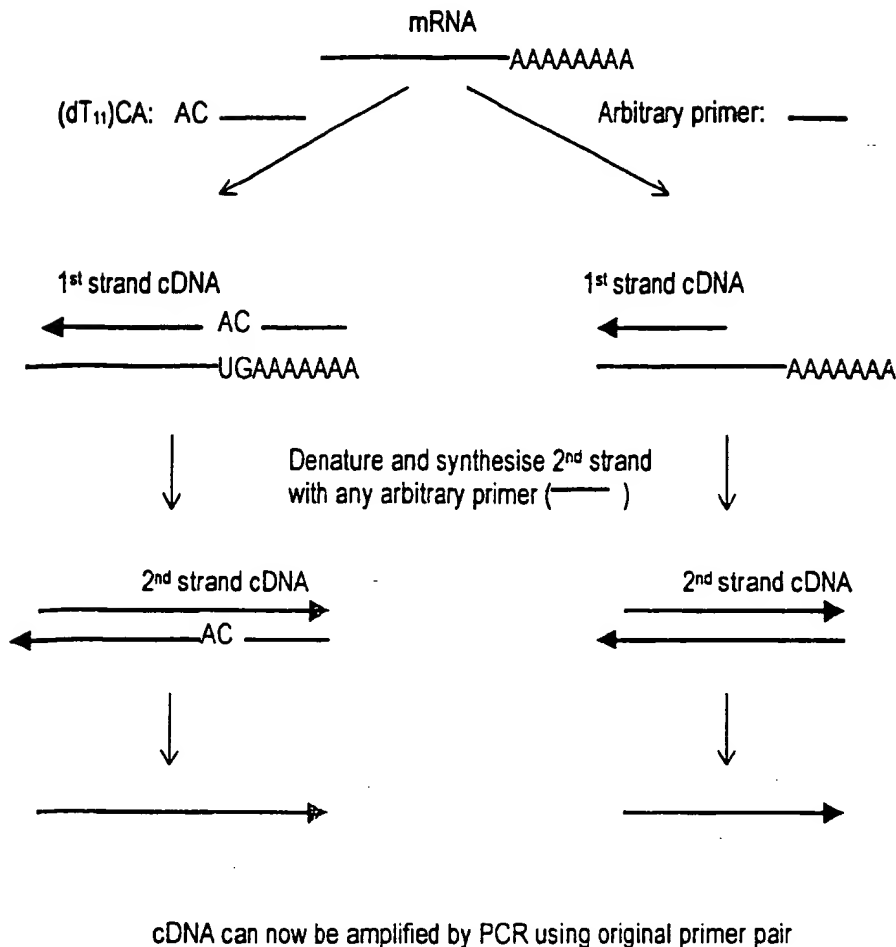 mRNA
AAAAAAAA
(dT₁₁)CA: AC
Arbitrary primer:
1st strand cDNA
1st strand cDNA
AC
UGAAAAAAA
AAAAAAA
Denature and synthesise 2nd strand
with any arbitrary primer ( )
2nd strand cDNA
2nd strand cDNA
AC
cDNA can now be amplified by PCR using original primer pair